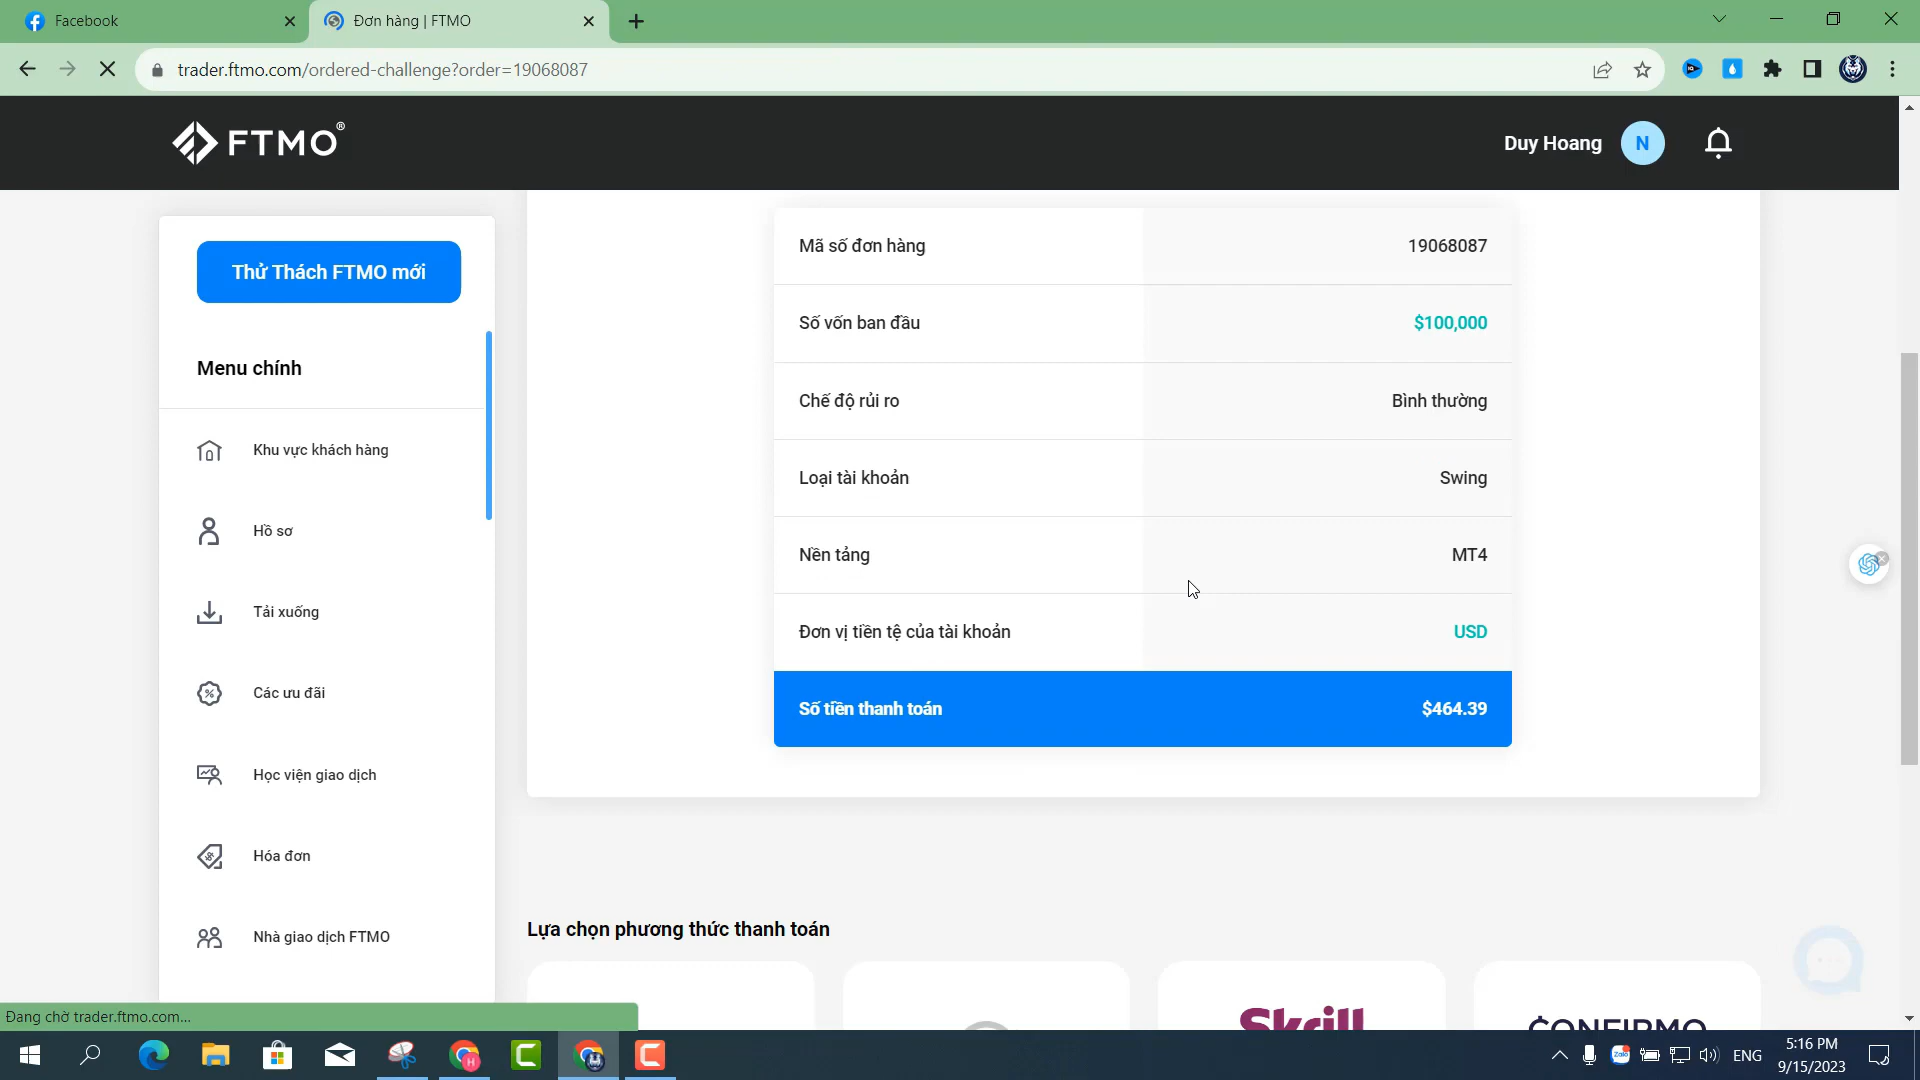 Facebook
Đơn hàng | FTMO
trader.ftmo.com/ordered-challenge?order=19068087
FTMO®
Duy Hoang
N
Thử Thách FTMO mới
Menu chính
Khu vực khách hàng
Hồ sơ
Tải xuống
Các ưu đãi
Học viện giao dịch
Hóa đơn
Nhà giao dịch FTMO
Mã số đơn hàng 19068087
Số vốn ban đầu $100,000
Chế độ rủi ro Bình thường
Loại tài khoản Swing
Nền tảng MT4
Đơn vị tiền tệ của tài khoản USD
Số tiền thanh toán $464.39
Lựa chọn phương thức thanh toán
Skrill
CONFIRMO
Đang chờ trader.ftmo.com...
ENG
5:16 PM
9/15/2023